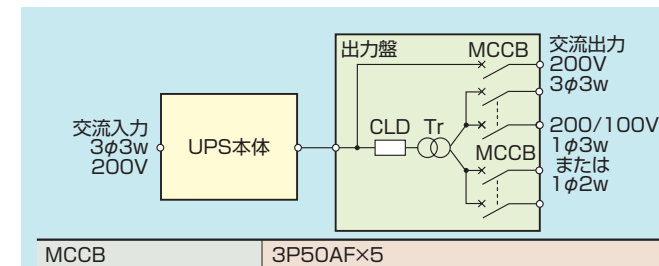 出力盤
MCCB
交流出力
200V
3φ3w
交流入力
3φ3w
200V
UPS本体
CLD
Tr
MCCB
200/100V
1φ3w
または
1φ2w
MCCB
3P50AF×5